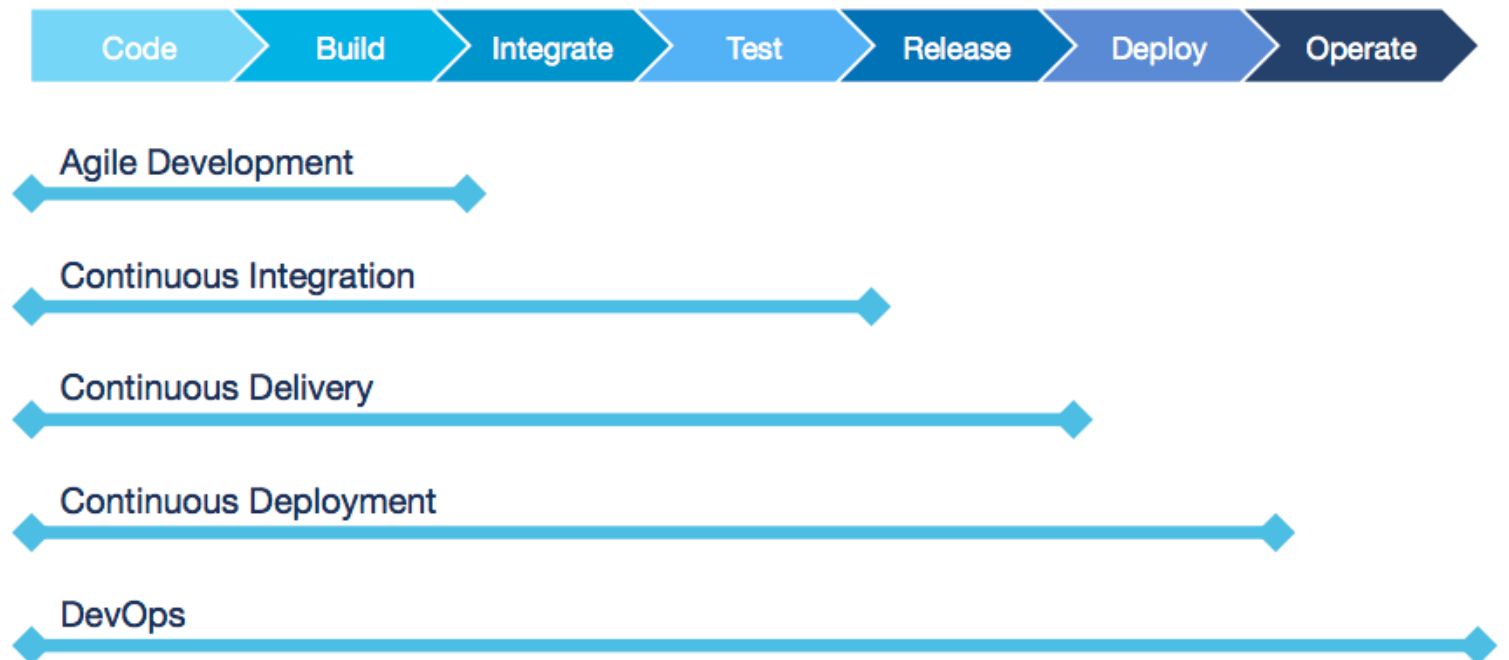 Code Build Integrate Test Release Deploy Operate
Agile Development
Continuous Integration
Continuous Delivery
Continuous Deployment
DevOps